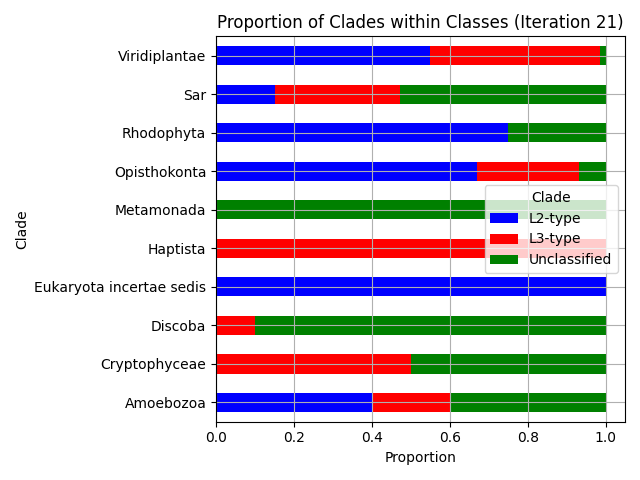 Proportion of Clades within Classes (Iteration 21)
Viridiplantae
Sar
Rhodophyta
Opisthokonta
Metamonada
Haptista
Eukaryota incertae sedis
Discoba
Cryptophyceae
Amoebozoa
Clade
Clade
L2-type
L3-type
Unclassified
0.0 0.2 0.4 0.6 0.8 1.0
Proportion